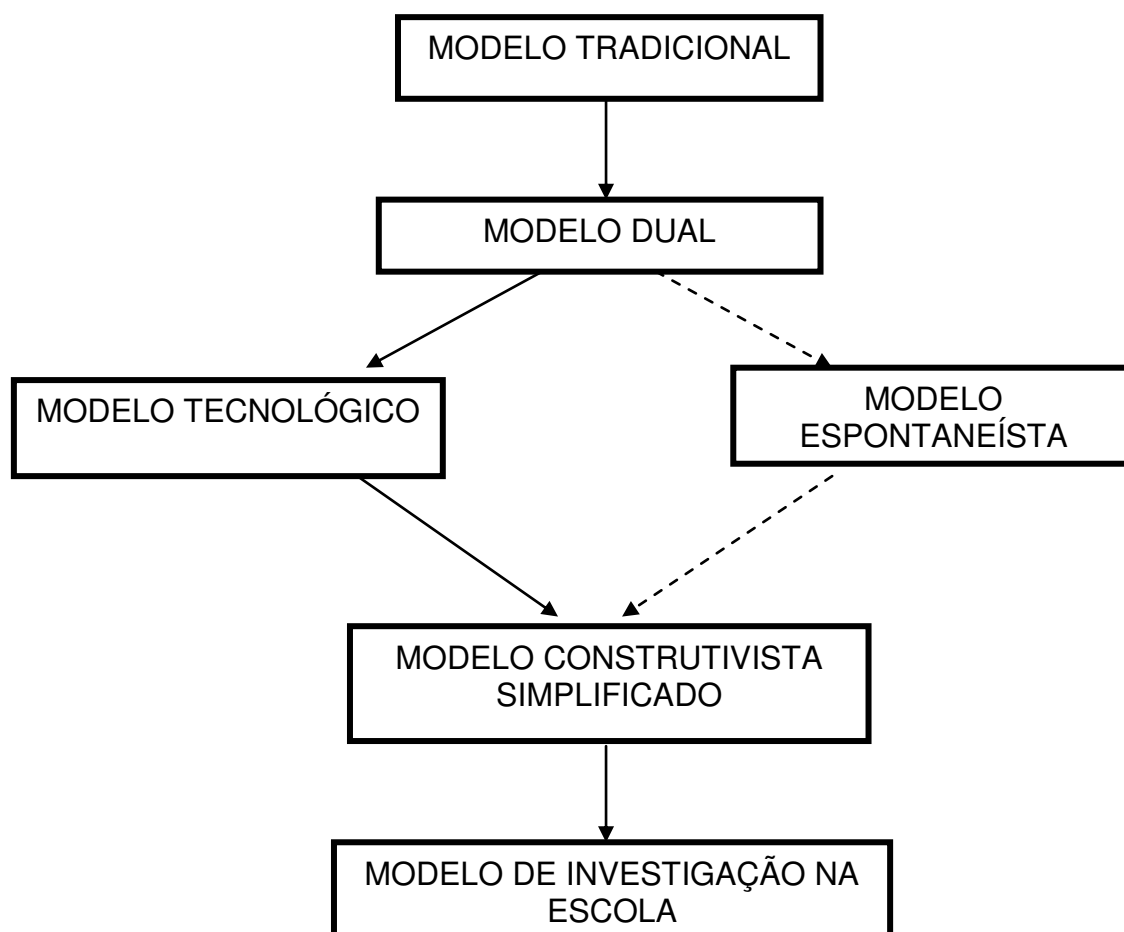 MODELO TRADICIONAL
MODELO DUAL
MODELO TECNOLÓGICO
MODELO
ESPONTANEÍSTA
MODELO CONSTRUTIVISTA
SIMPLIFICADO
MODELO DE INVESTIGAÇÃO NA
ESCOLA